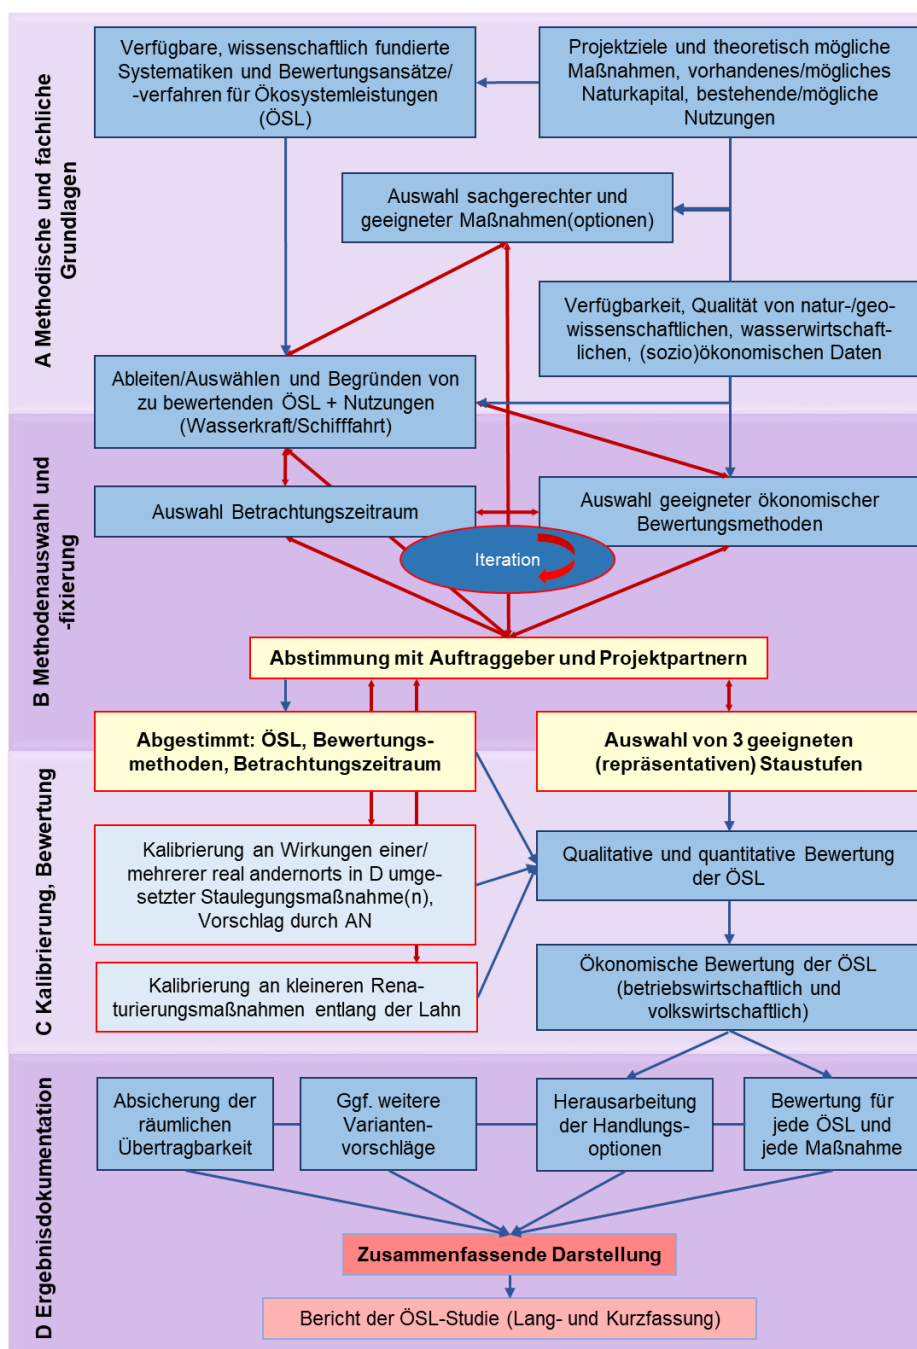 A Methodische und fachliche
Grundlagen
Verfügbare, wissenschaftlich fundierte
Systematiken und Bewertungsansätze/
-verfahren für Ökosystemleistungen
(ÖSL)
Projektziele und theoretisch mögliche
Maßnahmen, vorhandenes/mögliches
Naturkapital, bestehende/mögliche
Nutzungen
Auswahl sachgerechter und
geeigneter Maßnahmen(optionen)
Verfügbarkeit, Qualität von natur-/geo-
wissenschaftlichen, wasserwirtschaft-
lichen, (sozio)ökonomischen Daten
Ableiten/Auswählen und Begründen von
zu bewertenden ÖSL + Nutzungen
(Wasserkraft/Schifffahrt)
B Methodenauswahl und
-fixierung
Auswahl Betrachtungszeitraum
Auswahl geeigneter ökonomischer
Bewertungsmethoden
Iteration
Abstimmung mit Auftraggeber und Projektpartnern
Abgestimmt: ÖSL, Bewertungs-
methoden, Betrachtungszeitraum
Auswahl von 3 geeigneten
(repräsentativen) Staustufen
C Kalibrierung, Bewertung
Kalibrierung an Wirkungen einer/
mehrerer real andernorts in D umge-
setzter Staulegungsmaßnahme(n),
Vorschlag durch AN
Qualitative und quantitative Bewertung
der ÖSL
Kalibrierung an kleineren Rena-
turierungsmaßnahmen entlang der Lahn
Ökonomische Bewertung der ÖSL
(betriebswirtschaftlich und
volkswirtschaftlich)
D Ergebnisdokumentation
Absicherung der
räumlichen
Übertragbarkeit
Ggf. weitere
Varianten-
vorschläge
Herausarbeitung
der Handlungs-
optionen
Bewertung für
jede ÖSL und
jede Maßnahme
Zusammenfassende Darstellung
Bericht der ÖSL-Studie (Lang- und Kurzfassung)